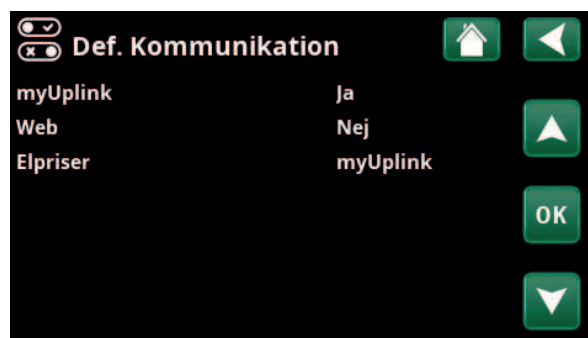 Def. Kommunikation
myUplink Ja
Web Nej
Elpriser myUplink
OK